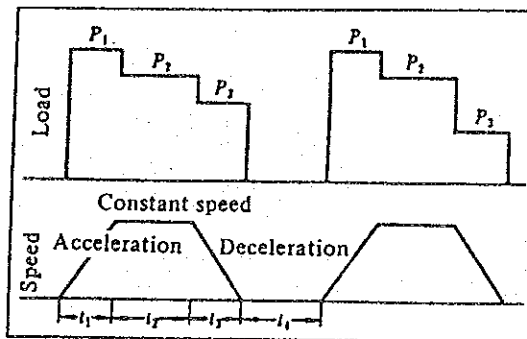 P₁ P₂ P₃ P₁ P₂ P₃
Load
Constant speed
Acceleration Deceleration
Speed
t₁ t₂ t₃ t₄